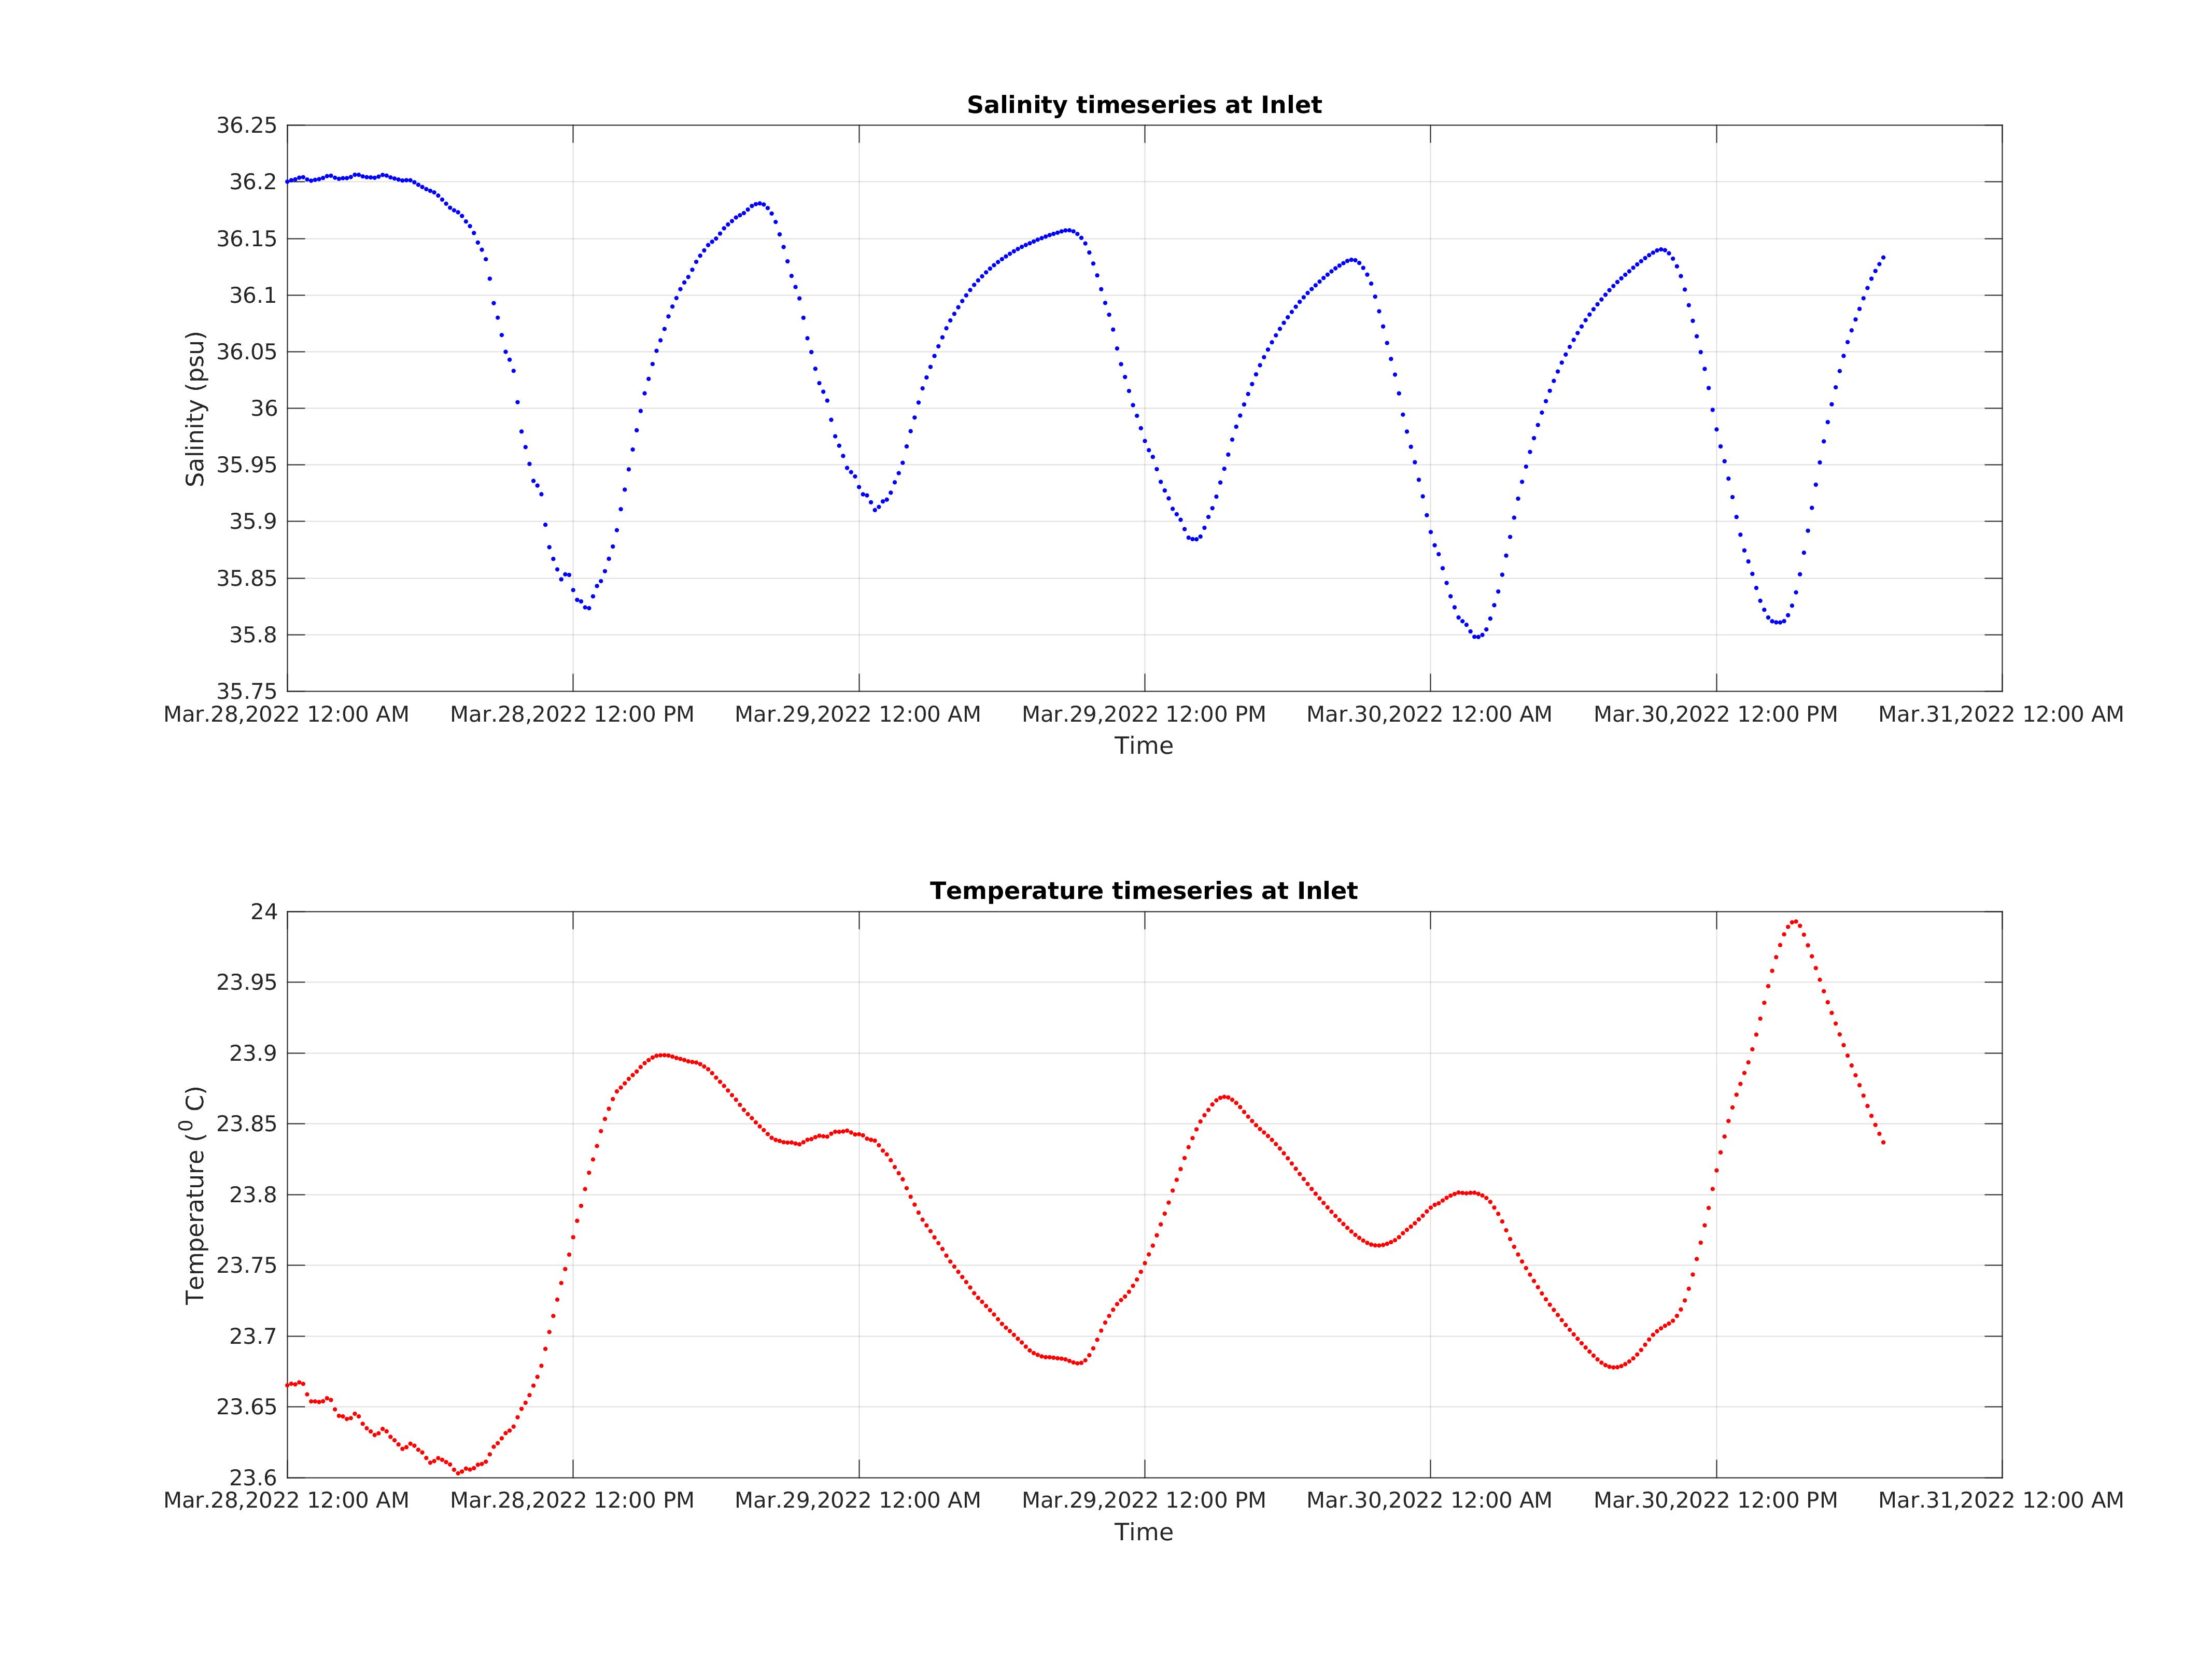 Salinity timeseries at Inlet
36.25
36.2
36.15
36.1
36.05
36
35.95
35.9
35.85
35.8
35.75
Salinity (psu)
Mar.28,2022 12:00 AM Mar.28,2022 12:00 PM Mar.29,2022 12:00 AM Mar.29,2022 12:00 PM Mar.30,2022 12:00 AM Mar.30,2022 12:00 PM Mar.31,2022 12:00 AM
Time
Temperature timeseries at Inlet
24
23.95
23.9
23.85
23.8
23.75
23.7
23.65
23.6
Temperature (⁰ C)
Mar.28,2022 12:00 AM Mar.28,2022 12:00 PM Mar.29,2022 12:00 AM Mar.29,2022 12:00 PM Mar.30,2022 12:00 AM Mar.30,2022 12:00 PM Mar.31,2022 12:00 AM
Time